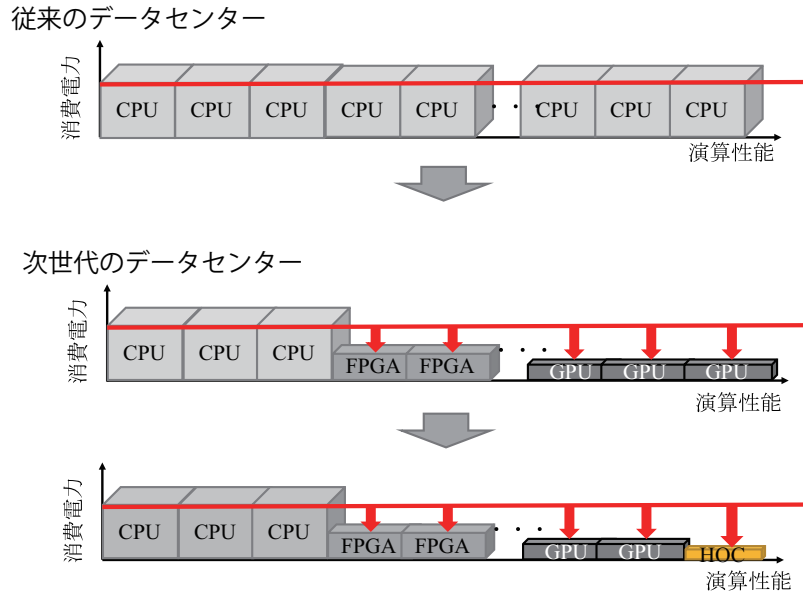 従来のデータセンター
消費電力
CPU CPU CPU CPU CPU ・・・ CPU CPU CPU
演算性能
次世代のデータセンター
消費電力
CPU CPU CPU FPGA FPGA ・・・ GPU GPU GPU
演算性能
消費電力
CPU CPU CPU FPGA FPGA ・・・ GPU GPU HOC
演算性能